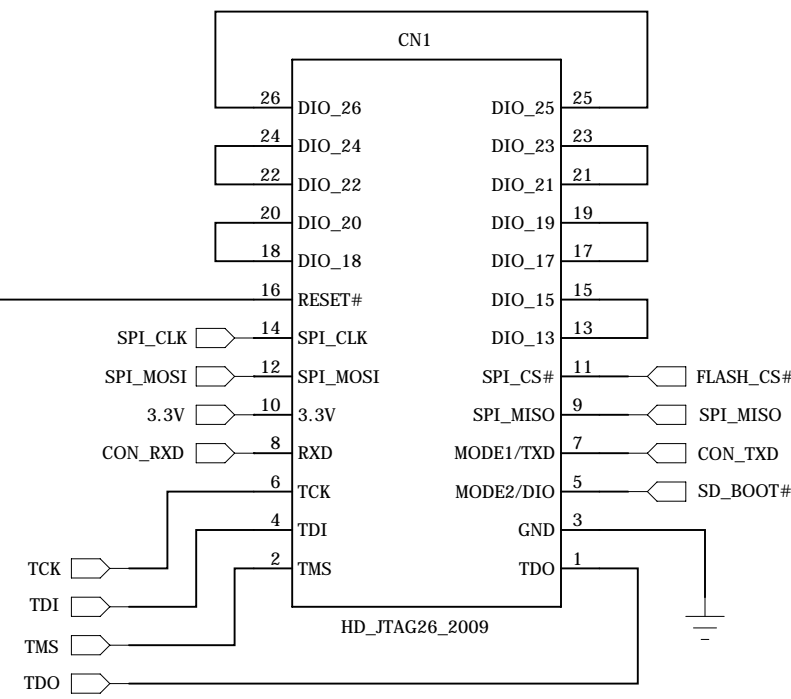 CN1
26 DIO_26 DIO_25 25
24 DIO_24 DIO_23 23
22 DIO_22 DIO_21 21
20 DIO_20 DIO_19 19
18 DIO_18 DIO_17 17
16 RESET# DIO_15 15
SPI_CLK 14 SPI_CLK DIO_13 13
SPI_MOSI 12 SPI_MOSI SPI_CS# 11 FLASH_CS#
3.3V 10 3.3V SPI_MISO 9 SPI_MISO
CON_RXD 8 RXD MODE1/TXD 7 CON_TXD
6 TCK MODE2/DIO 5 SD_BOOT#
4 TDI GND 3
2 TMS TDO 1
TCK
TDI
HD_JTAG26_2009
TMS
TDO